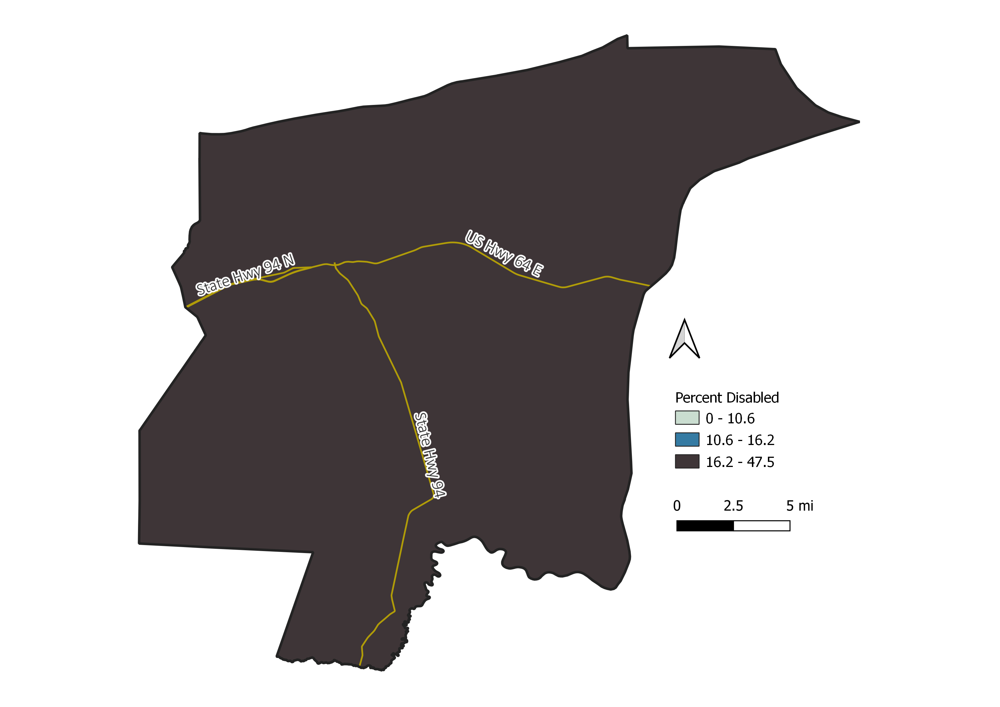 US Hwy 64 E
State Hwy 94 N
State Hwy 94
Percent Disabled
0 - 10.6
10.6 - 16.2
16.2 - 47.5
0 2.5 5 mi